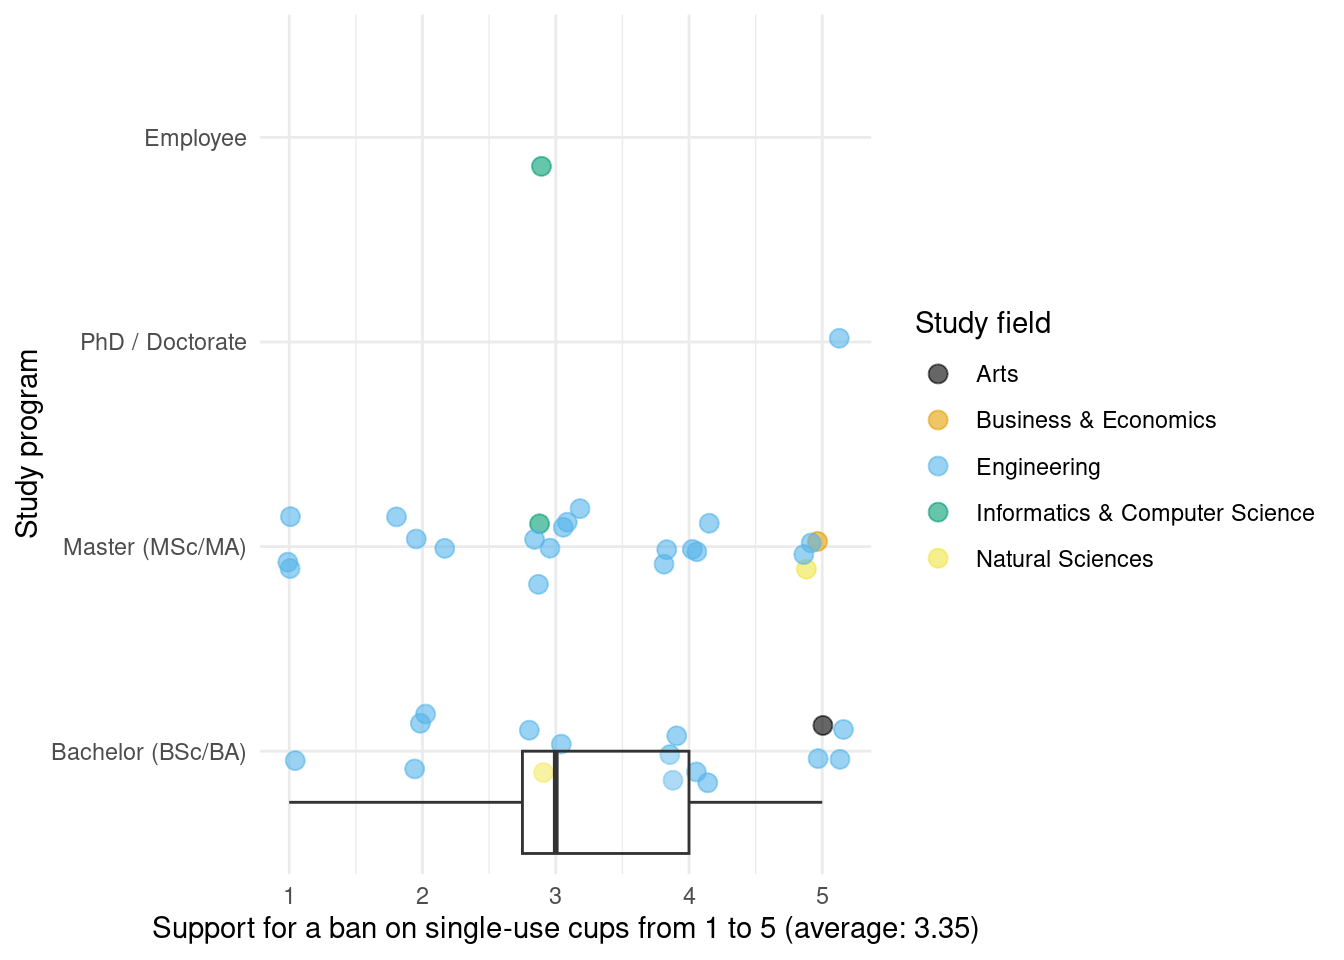 Employee
PhD / Doctorate
Master (MSc/MA)
Bachelor (BSc/BA)
Study program
1 2 3 4 5
Support for a ban on single-use cups from 1 to 5 (average: 3.35)
Study field
Arts
Business & Economics
Engineering
Informatics & Computer Science
Natural Sciences